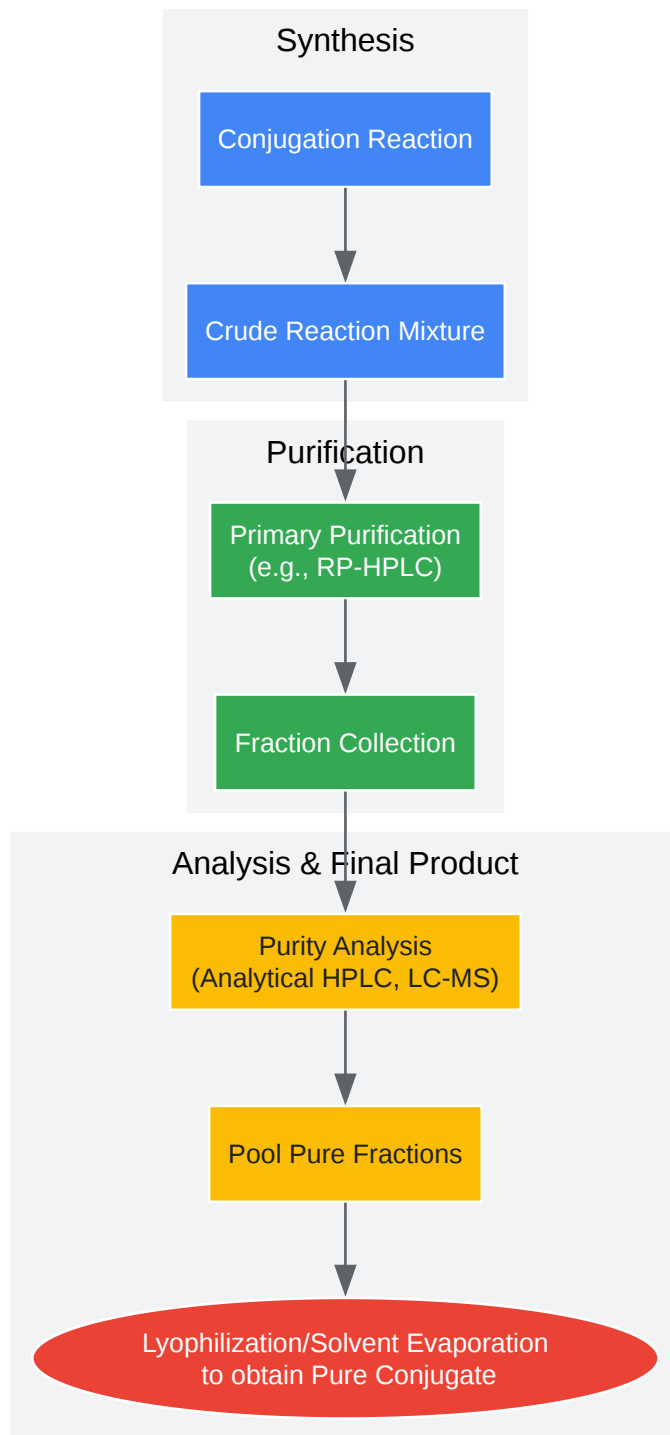 Synthesis
Conjugation Reaction
Crude Reaction Mixture
Purification
Primary Purification
(e.g., RP-HPLC)
Fraction Collection
Analysis & Final Product
Purity Analysis
(Analytical HPLC, LC-MS)
Pool Pure Fractions
Lyophilization/Solvent Evaporation
to obtain Pure Conjugate